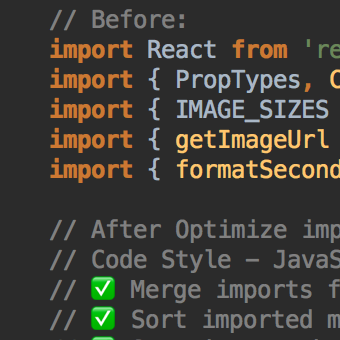 // Before:
import React from 're
import { PropTypes, C
import { IMAGE_SIZES
import { getImageUrl
import { formatSecond
// After Optimize imp
// Code Style – JavaS
// ✅ Merge imports f
// ✅ Sort imported m